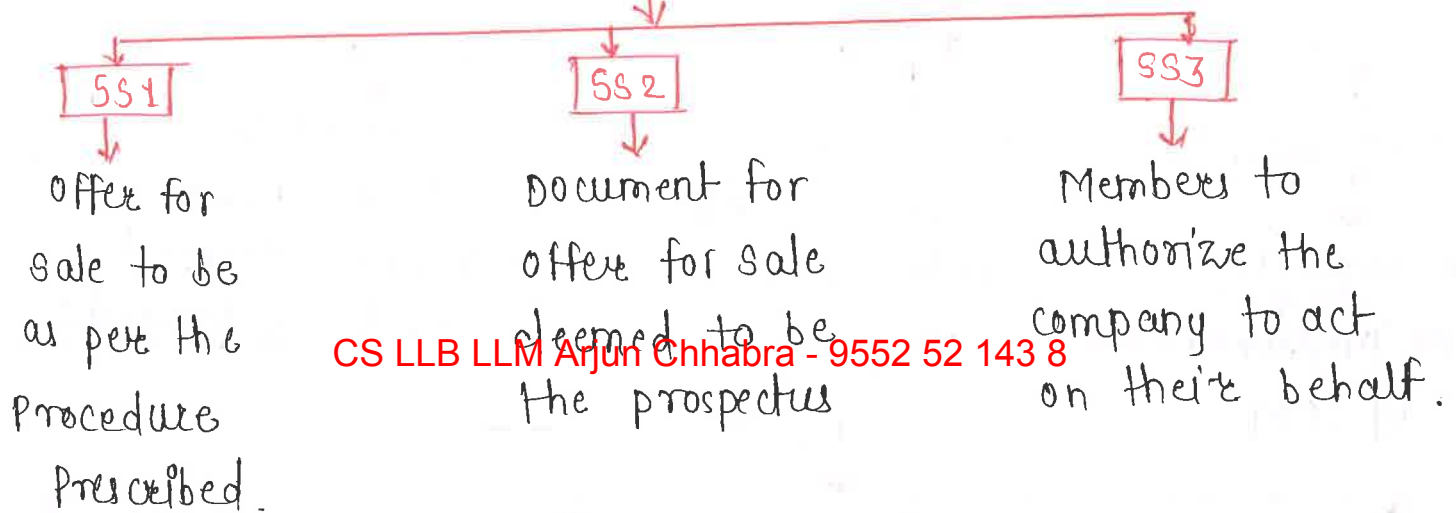 SS1
SS2
SS3
Offer for
sale to be
as per the
Procedure
Prescribed.
Document for
offer for sale
deemed to be
the prospectus
Members to
authorize the
company to act
on their behalf.
CS LLB LLM Arjun Chhabra - 9552 52 143 8